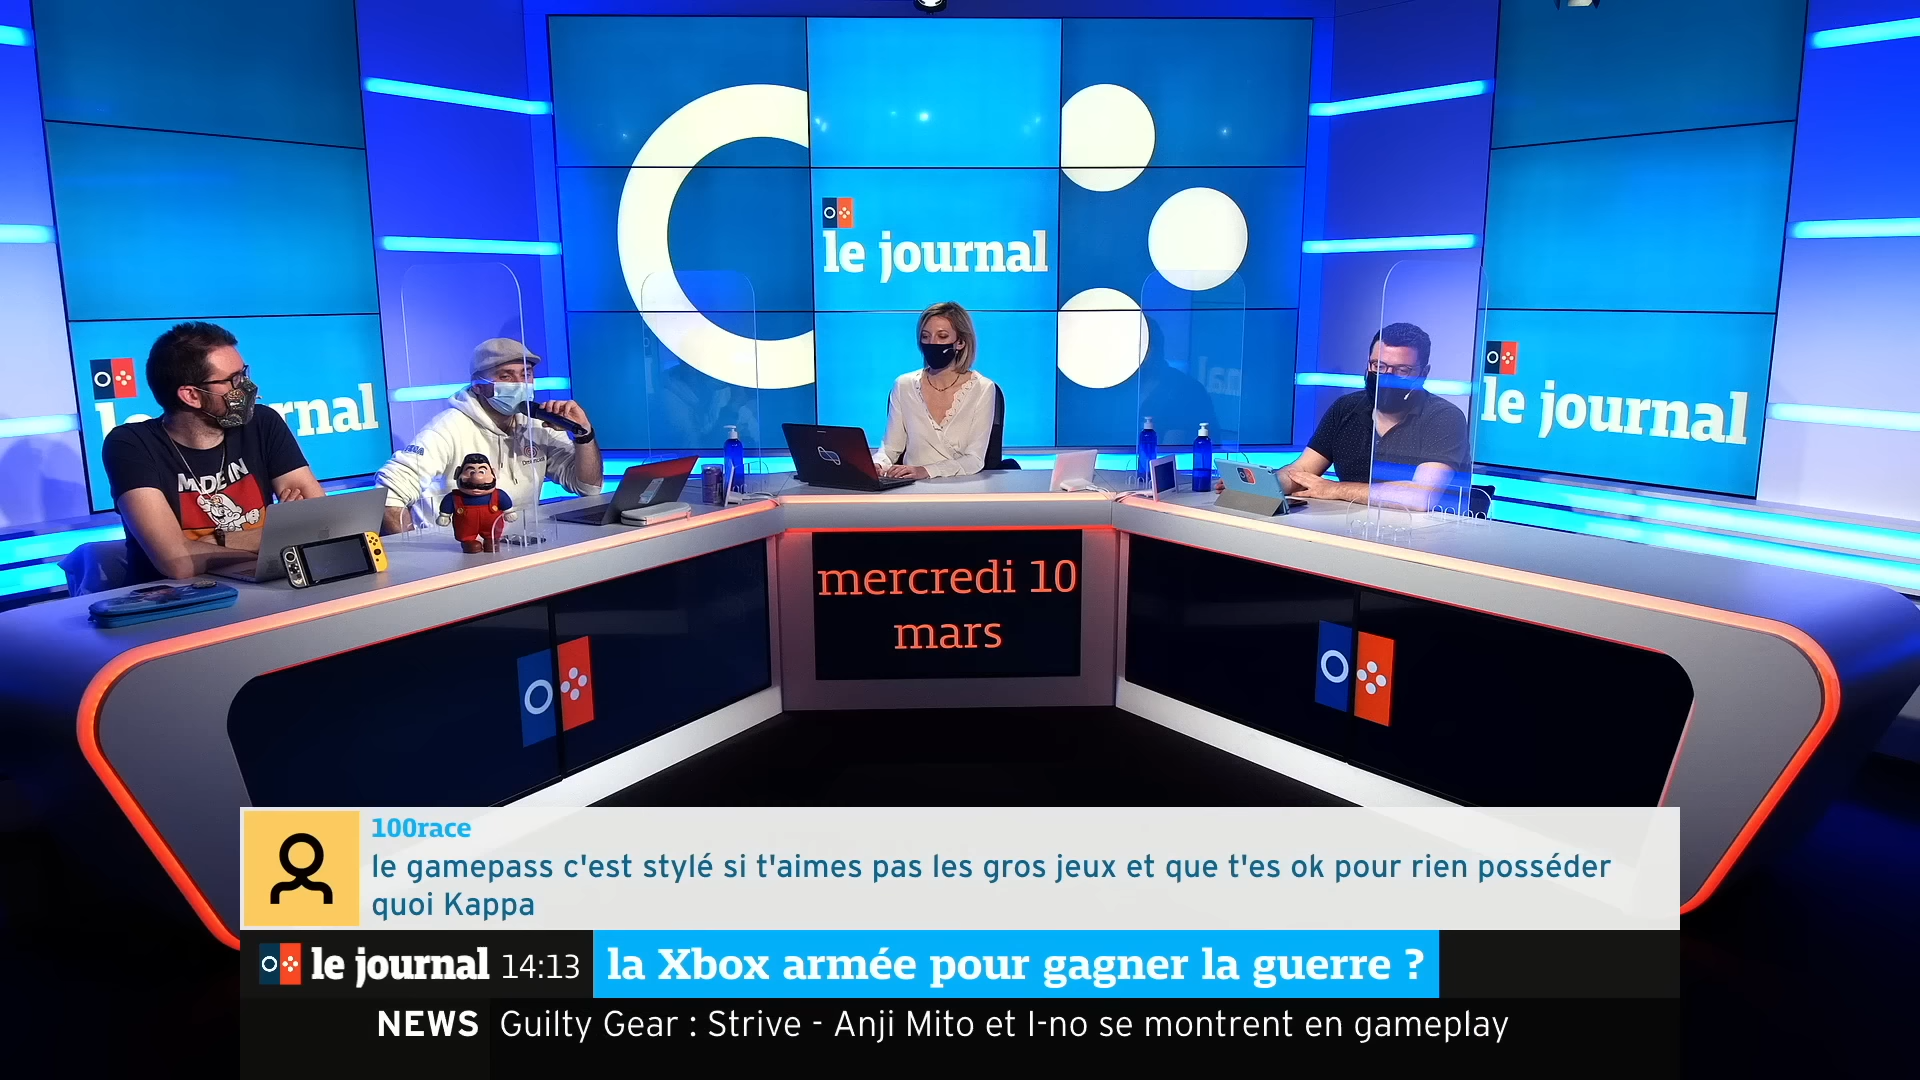 le journal
le journal
le journal
MADE IN
mercredi 10
mars
100race
le gamepass c'est stylé si t'aimes pas les gros jeux et que t'es ok pour rien posséder
quoi Kappa
le journal 14:13 la Xbox armée pour gagner la guerre ?
NEWS Guilty Gear : Strive - Anji Mito et I-no se montrent en gameplay